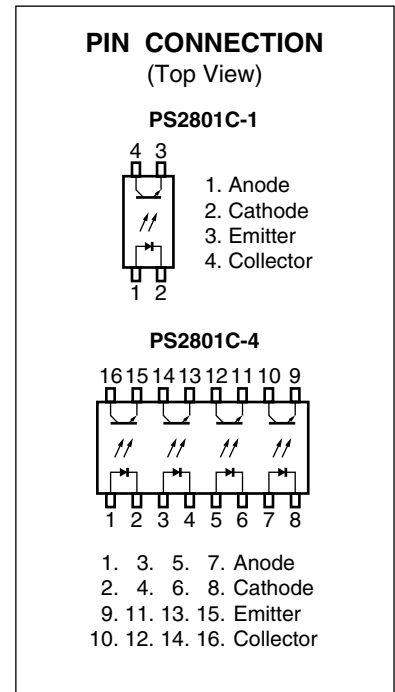 PIN CONNECTION
(Top View)
PS2801C-1
4 3
1. Anode
2. Cathode
3. Emitter
4. Collector
1 2
PS2801C-4
16 15 14 13 12 11 10 9
1 2 3 4 5 6 7 8
1. 3. 5. 7. Anode
2. 4. 6. 8. Cathode
9. 11. 13. 15. Emitter
10. 12. 14. 16. Collector